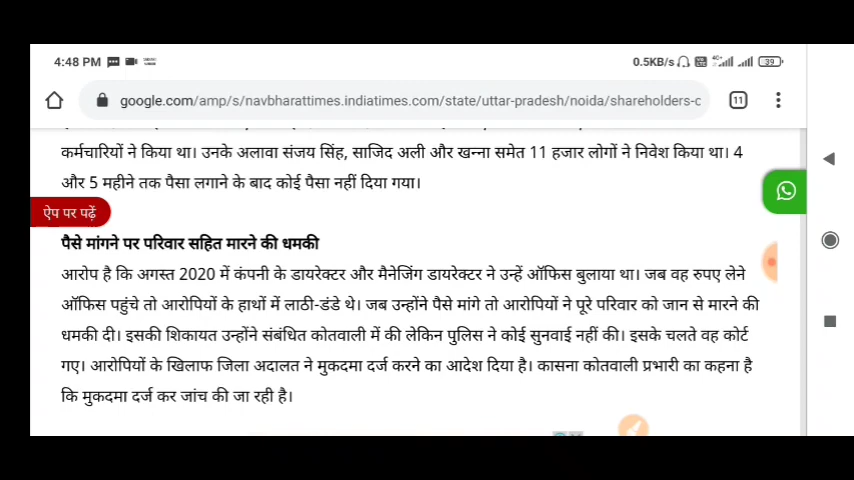 4:48 PM
0.5KB/s 4G+ 39
google.com/amp/s/navbharattimes.indiatimes.com/state/uttar-pradesh/noida/shareholders-c
11
कर्मचारियों ने किया था। उनके अलावा संजय सिंह, साजिद अली और खन्ना समेत 11 हजार लोगों ने निवेश किया था। 4
और 5 महीने तक पैसा लगाने के बाद कोई पैसा नहीं दिया गया।
ऐप पर पढ़ें
पैसे मांगने पर परिवार सहित मारने की धमकी
आरोप है कि अगस्त 2020 में कंपनी के डायरेक्टर और मैनेजिंग डायरेक्टर ने उन्हें ऑफिस बुलाया था। जब वह रुपए लेने
ऑफिस पहुंचे तो आरोपियों के हाथों में लाठी-डंडे थे। जब उन्होंने पैसे मांगे तो आरोपियों ने पूरे परिवार को जान से मारने की
धमकी दी। इसकी शिकायत उन्होंने संबंधित कोतवाली में की लेकिन पुलिस ने कोई सुनवाई नहीं की। इसके चलते वह कोर्ट
गए। आरोपियों के खिलाफ जिला अदालत ने मुकदमा दर्ज करने का आदेश दिया है। कासना कोतवाली प्रभारी का कहना है
कि मुकदमा दर्ज कर जांच की जा रही है।